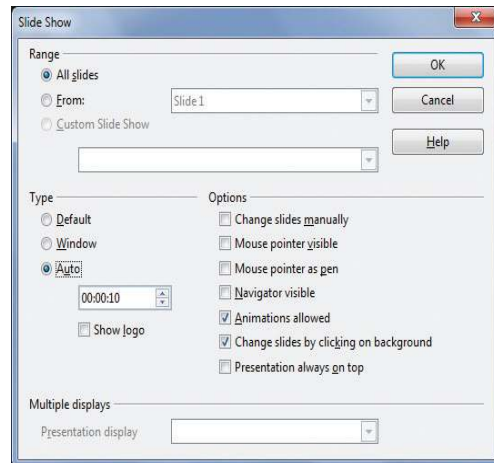 Slide Show
x
Range
All slides
From:
Slide 1
Custom Slide Show
OK
Cancel
Help
Type
Default
Window
Auto
00:00:10
Show logo
Options
Change slides manually
Mouse pointer visible
Mouse pointer as pen
Navigator visible
Animations allowed
Change slides by clicking on background
Presentation always on top
Multiple displays
Presentation display